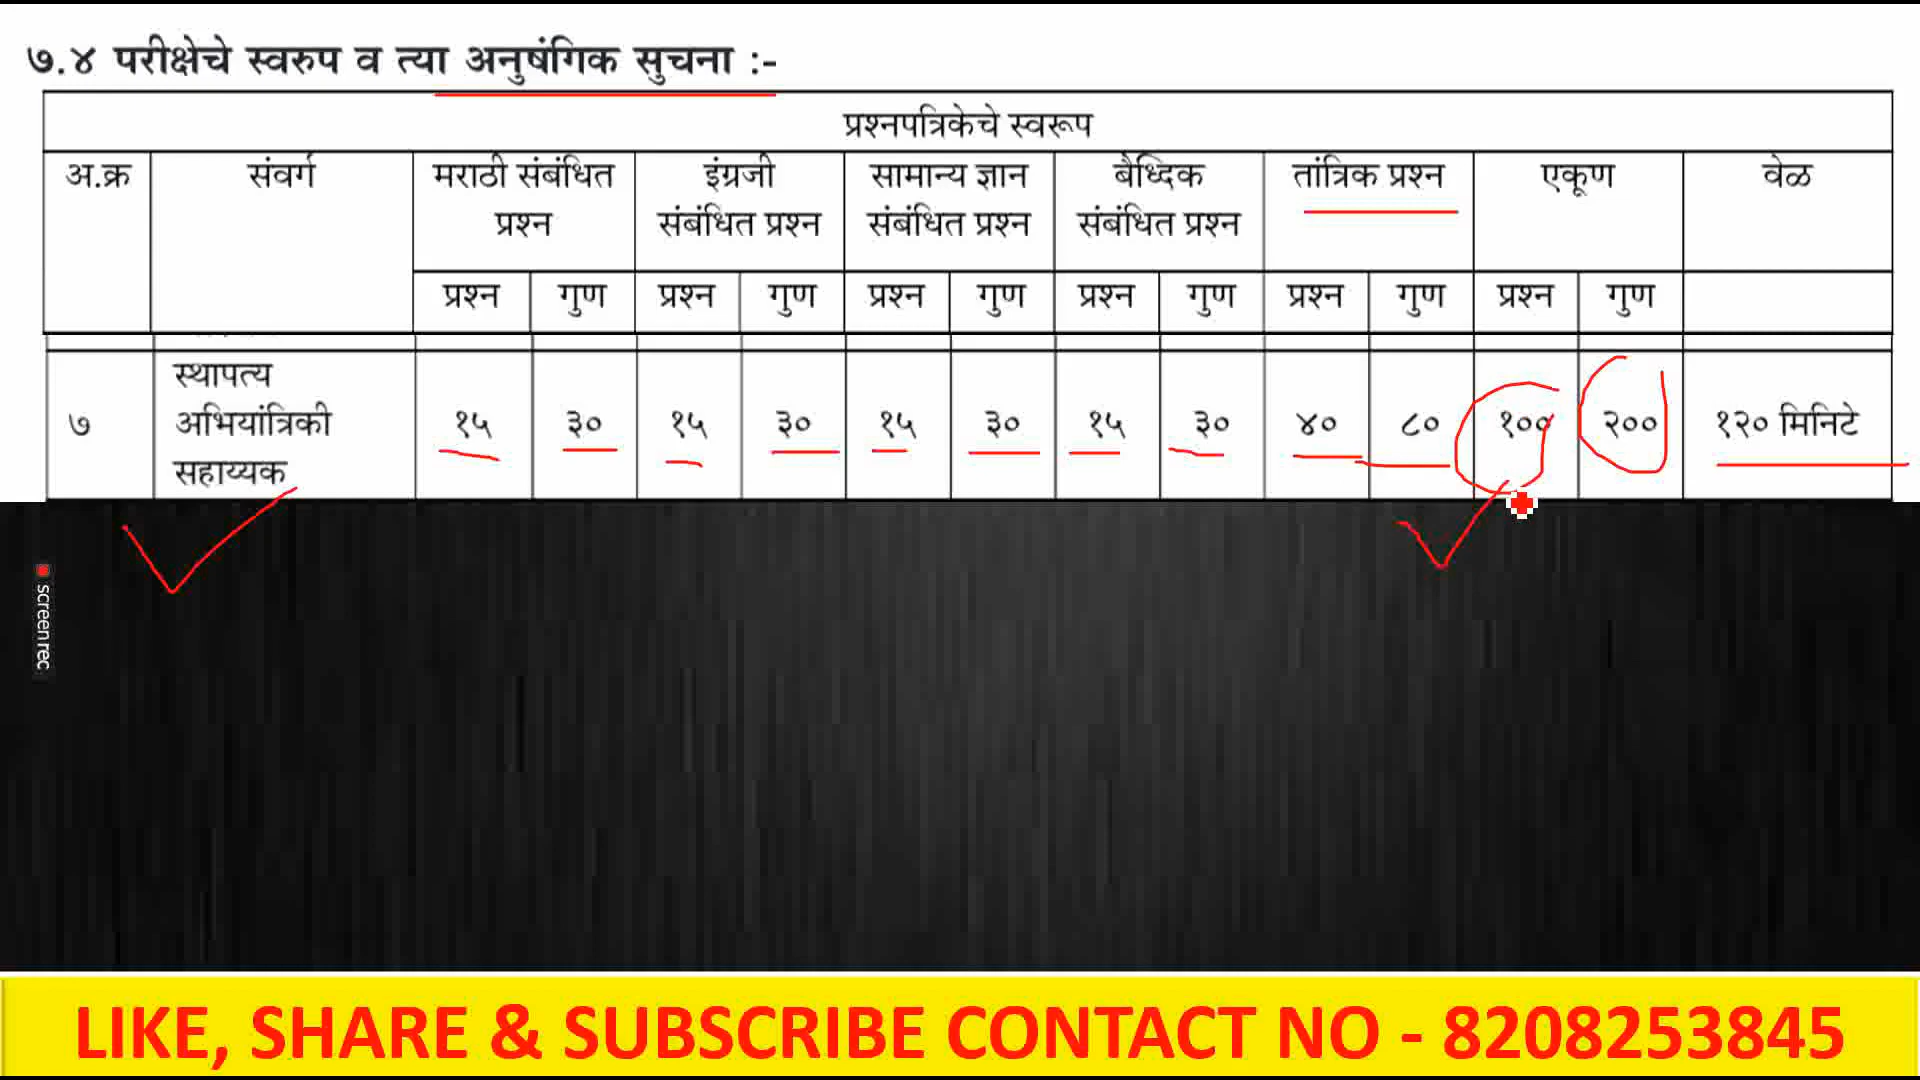 ७.४ परीक्षेचे स्वरुप व त्या अनुषंगिक सुचना :-
प्रश्नपत्रिकेचे स्वरूप
अ.क्र संवर्ग मराठी संबंधित प्रश्न इंग्रजी संबंधित प्रश्न सामान्य ज्ञान संबंधित प्रश्न बैध्दिक संबंधित प्रश्न तांत्रिक प्रश्न एकूण वेळ
प्रश्न गुण प्रश्न गुण प्रश्न गुण प्रश्न गुण प्रश्न गुण प्रश्न गुण
७ स्थापत्य अभियांत्रिकी सहाय्यक १५ ३० १५ ३० १५ ३० १५ ३० ४० ८० १०० २०० १२० मिनिटे
screenrec
LIKE, SHARE & SUBSCRIBE CONTACT NO - 8208253845